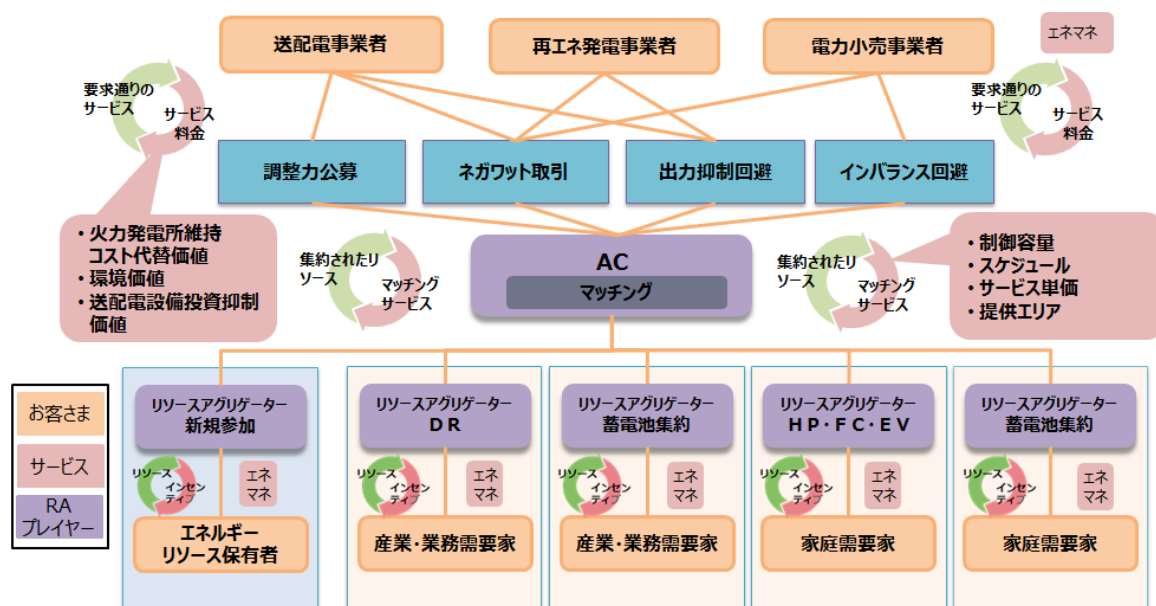 送配電事業者
再エネ発電事業者
電力小売事業者
エネマネ
要求通りの
サービス
サービス
料金
要求通りの
サービス
サービス
料金
調整力公募
ネガワット取引
出力抑制回避
インバランス回避
・火力発電所維持
コスト代替価値
・環境価値
・送配電設備投資抑制
価値
集約されたリ
ソース
マッチング
サービス
AC
マッチング
集約されたリ
ソース
マッチング
サービス
・制御容量
・スケジュール
・サービス単価
・提供エリア
お客さま
サービス
RA
プレイヤー
リソースアグリゲーター
新規参加
リソース
インセン
ティブ
エネ
マネ
エネルギー
リソース保有者
リソースアグリゲーター
DR
リソース
インセン
ティブ
エネ
マネ
産業・業務需要家
リソースアグリゲーター
蓄電池集約
リソース
インセン
ティブ
エネ
マネ
産業・業務需要家
リソースアグリゲーター
HP・FC・EV
リソース
インセン
ティブ
エネ
マネ
家庭需要家
リソースアグリゲーター
蓄電池集約
リソース
インセン
ティブ
エネ
マネ
家庭需要家